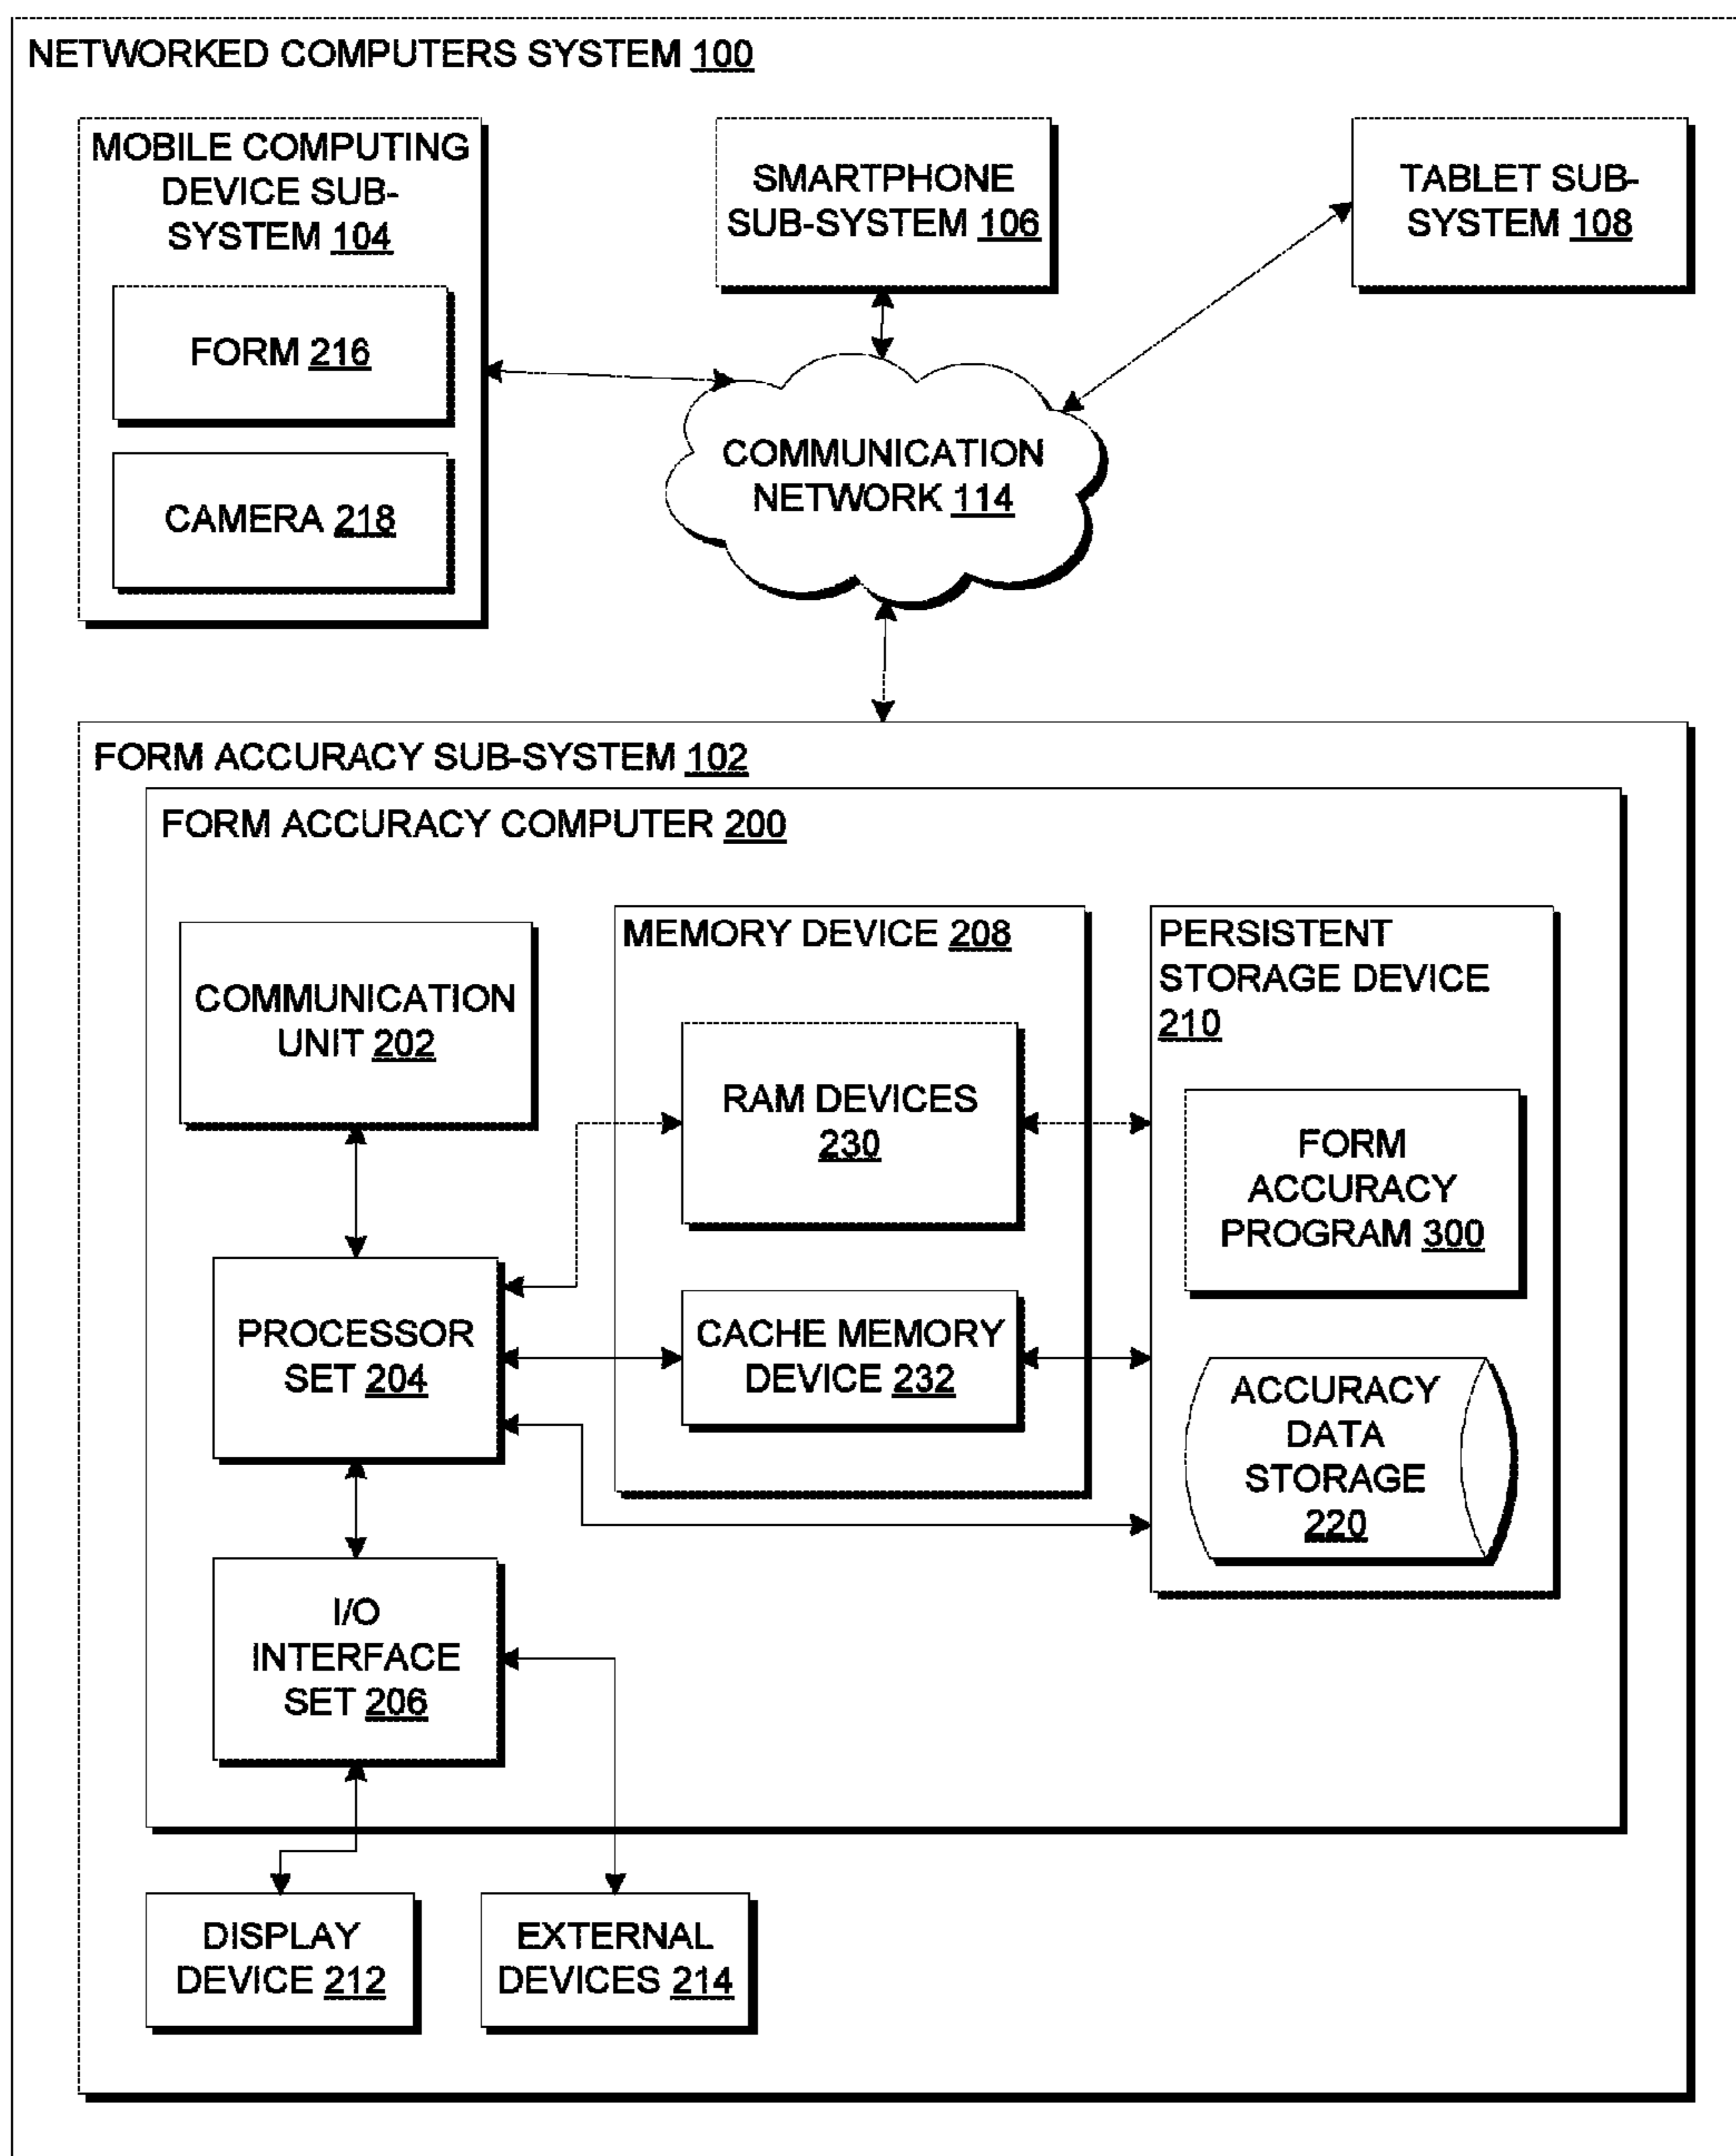 NETWORKED COMPUTERS SYSTEM 100
MOBILE COMPUTING
DEVICE SUB-
SYSTEM 104
FORM 216
CAMERA 218
SMARTPHONE
SUB-SYSTEM 106
TABLET SUB-
SYSTEM 108
COMMUNICATION
NETWORK 114
FORM ACCURACY SUB-SYSTEM 102
FORM ACCURACY COMPUTER 200
COMMUNICATION
UNIT 202
PROCESSOR
SET 204
I/O
INTERFACE
SET 206
MEMORY DEVICE 208
RAM DEVICES
230
CACHE MEMORY
DEVICE 232
PERSISTENT
STORAGE DEVICE
210
FORM
ACCURACY
PROGRAM 300
ACCURACY
DATA
STORAGE
220
DISPLAY
DEVICE 212
EXTERNAL
DEVICES 214